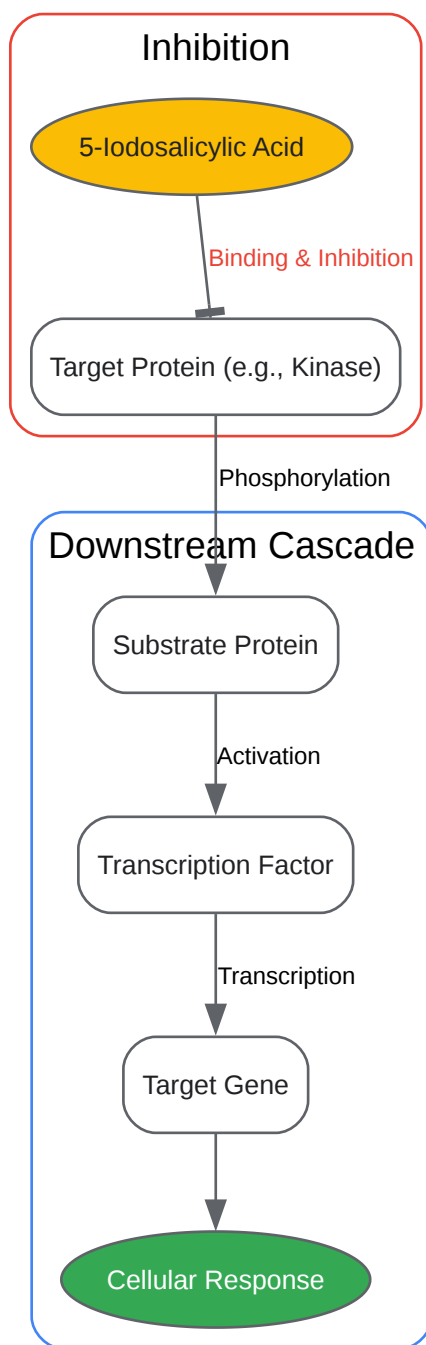 Inhibition
5-Iodosalicylic Acid
Binding & Inhibition
Target Protein (e.g., Kinase)
Phosphorylation
Downstream Cascade
Substrate Protein
Activation
Transcription Factor
Transcription
Target Gene
Cellular Response